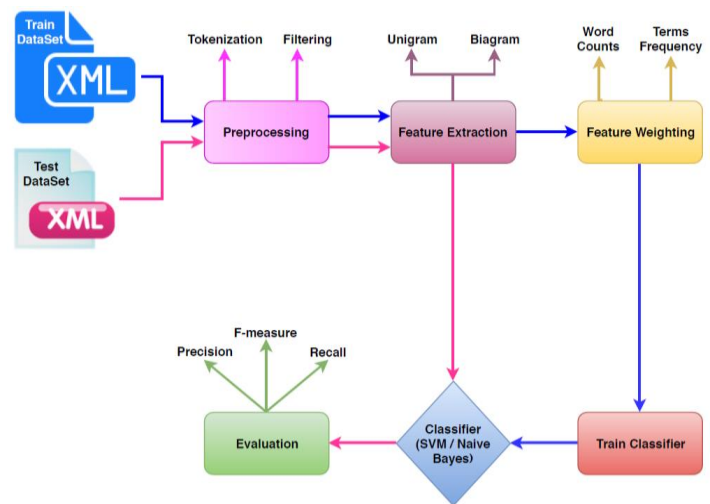 Train
DataSet
XML
Tokenization
Filtering
Unigram
Biagram
Word
Counts
Terms
Frequency
Preprocessing
Feature Extraction
Feature Weighting
Test
DataSet
XML
F-measure
Precision
Recall
Evaluation
Classifier
(SVM / Naive
Bayes)
Train Classifier